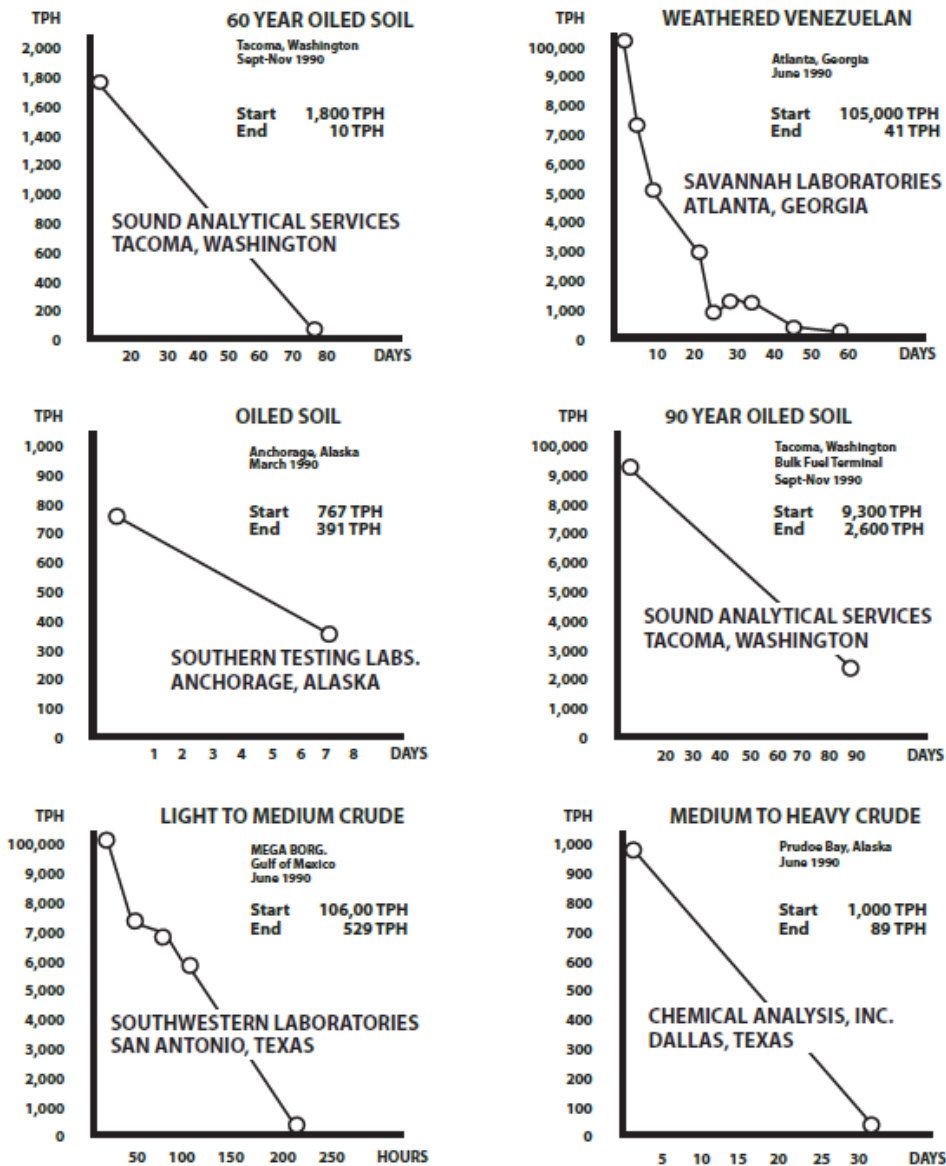 60 YEAR OILED SOIL
TPH
Tacoma, Washington
Sept-Nov 1990
2,000
1,800
1,600
1,400
1,200
1,000
800
600
400
200
0
Start 1,800 TPH
End 10 TPH
SOUND ANALYTICAL SERVICES
TACOMA, WASHINGTON
20 30 40 50 60 70 80 DAYS
WEATHERED VENEZUELAN
TPH
Atlanta, Georgia
June 1990
100,000
9,000
8,000
7,000
6,000
5,000
4,000
3,000
2,000
1,000
0
Start 105,000 TPH
End 41 TPH
SAVANNAH LABORATORIES
ATLANTA, GEORGIA
10 20 30 40 50 60 DAYS
OILED SOIL
TPH
Anchorage, Alaska
March 1990
1,000
900
800
700
600
500
400
300
200
100
0
Start 767 TPH
End 391 TPH
SOUTHERN TESTING LABS.
ANCHORAGE, ALASKA
1 2 3 4 5 6 7 8 DAYS
90 YEAR OILED SOIL
TPH
Tacoma, Washington
Bulk Fuel Terminal
Sept-Nov 1990
100,000
9,000
8,000
7,000
6,000
5,000
4,000
3,000
2,000
1,000
0
Start 9,300 TPH
End 2,600 TPH
SOUND ANALYTICAL SERVICES
TACOMA, WASHINGTON
20 30 40 50 60 70 80 90 DAYS
LIGHT TO MEDIUM CRUDE
TPH
MEGA BORG.
Gulf of Mexico
June 1990
100,000
9,000
8,000
7,000
6,000
5,000
4,000
3,000
2,000
1,000
0
Start 106,00 TPH
End 529 TPH
SOUTHWESTERN LABORATORIES
SAN ANTONIO, TEXAS
50 100 150 200 250 HOURS
MEDIUM TO HEAVY CRUDE
TPH
Prudoe Bay, Alaska
June 1990
1,000
900
800
700
600
500
400
300
200
100
0
Start 1,000 TPH
End 89 TPH
CHEMICAL ANALYSIS, INC.
DALLAS, TEXAS
5 10 15 20 25 30 DAYS